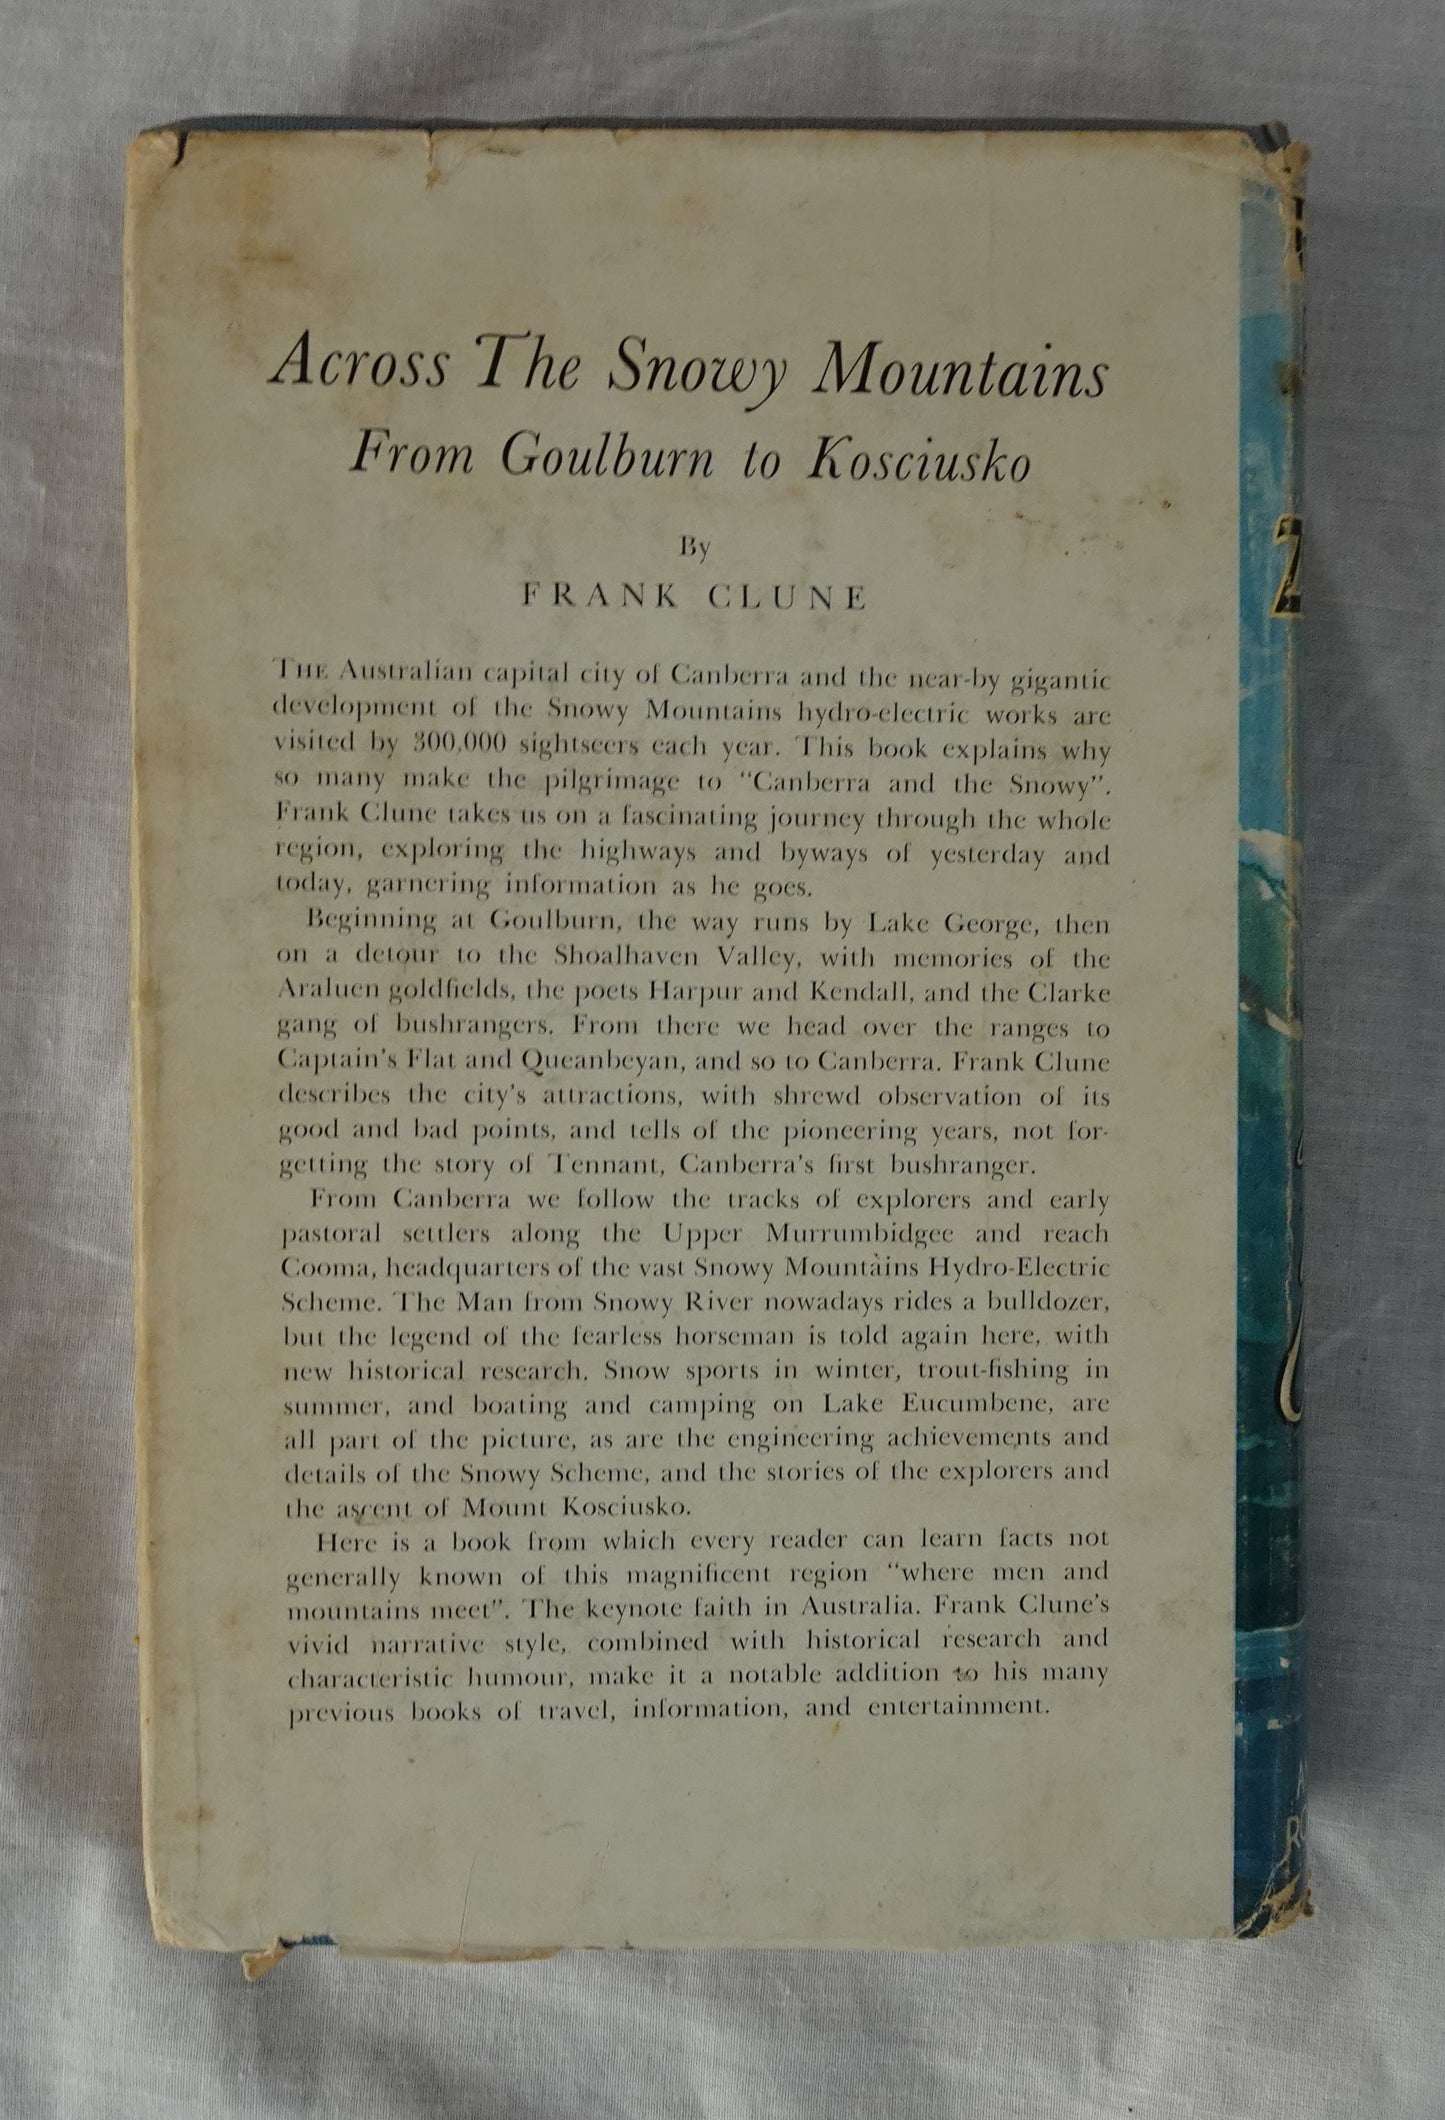 Across The Snowy Mountains
From Goulburn to Kosciusko
By
FRANK CLUNE
THE Australian capital city of Canberra and the near-by gigantic
development of the Snowy Mountains hydro-electric works are
visited by 300,000 sightseers each year. This book explains why
so many make the pilgrimage to “Canberra and the Snowy”.
Frank Clune takes us on a fascinating journey through the whole
region, exploring the highways and byways of yesterday and
today, garnering information as he goes.
Beginning at Goulburn, the way runs by Lake George, then
on a detour to the Shoalhaven Valley, with memories of the
Araluen goldfields, the poets Harpur and Kendall, and the Clarke
gang of bushrangers. From there we head over the ranges to
Captain's Flat and Queanbeyan, and so to Canberra. Frank Clune
describes the city's attractions, with shrewd observation of its
good and bad points, and tells of the pioneering years, not for-
getting the story of Tennant, Canberra's first bushranger.
From Canberra we follow the tracks of explorers and early
pastoral settlers along the Upper Murrumbidgee and reach
Cooma, headquarters of the vast Snowy Mountains Hydro-Electric
Scheme. The Man from Snowy River nowadays rides a bulldozer,
but the legend of the fearless horseman is told again here, with
new historical research. Snow sports in winter, trout-fishing in
summer, and boating and camping on Lake Eucumbene, are
all part of the picture, as are the engineering achievements and
details of the Snowy Scheme, and the stories of the explorers and
the ascent of Mount Kosciusko.
Here is a book from which every reader can learn facts not
generally known of this magnificent region “where men and
mountains meet”. The keynote faith in Australia. Frank Clune's
vivid narrative style, combined with historical research and
characteristic humour, make it a notable addition to his many
previous books of travel, information, and entertainment.